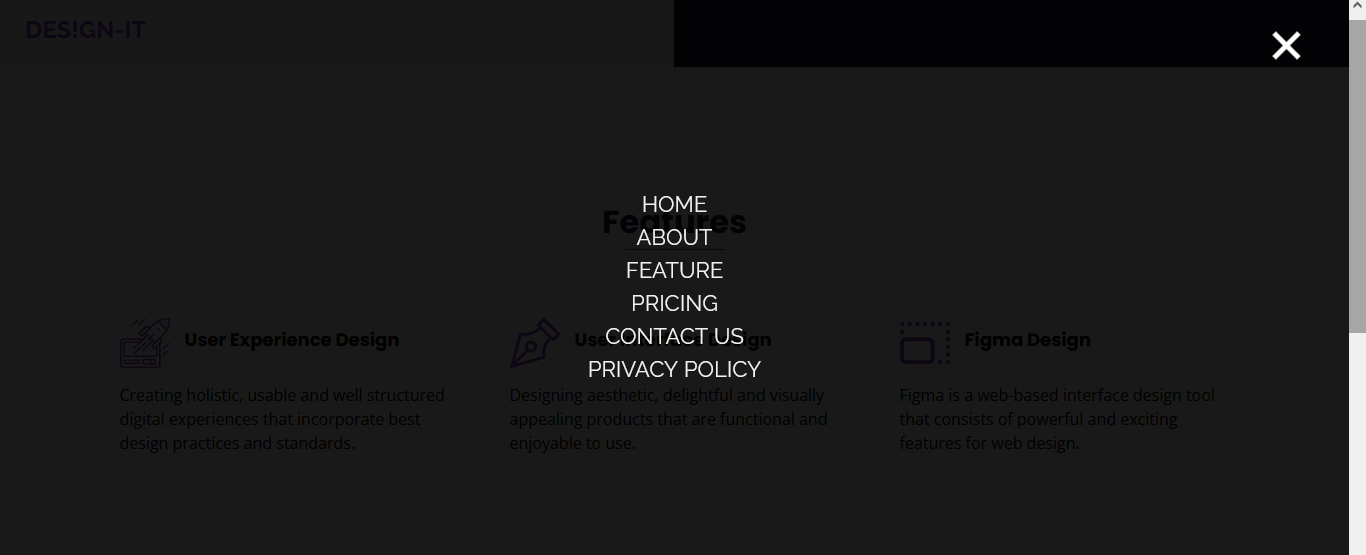 DES!GN-IT
HOME
Features
ABOUT
FEATURE
PRICING
CONTACT US
PRIVACY POLICY
User Experience Design
Creating holistic, usable and well structured
digital experiences that incorporate best
design practices and standards.
Design
Designing aesthetic, delightful and visually
appealing products that are functional and
enjoyable to use.
Figma Design
Figma is a web-based interface design tool
that consists of powerful and exciting
features for web design.